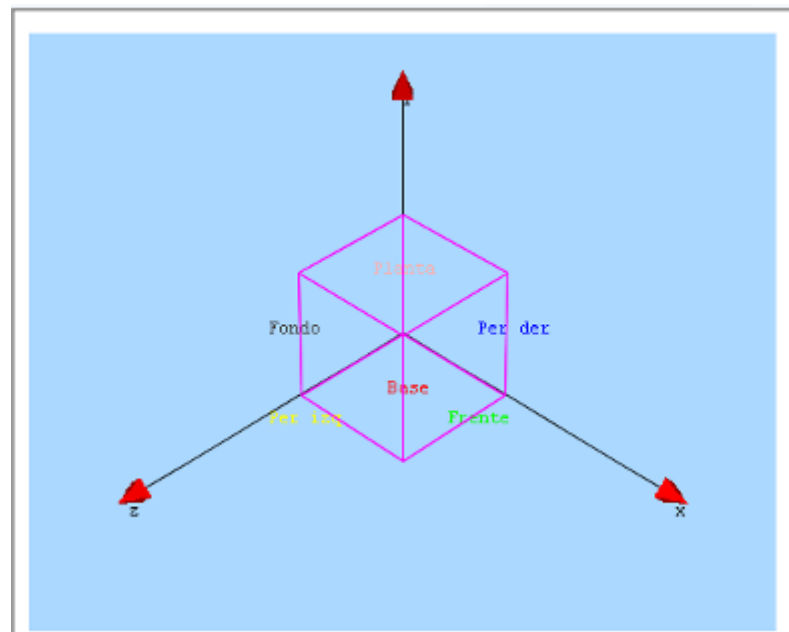 Planta
Fondo
Per der
Base
Per izq
Frente
z
x